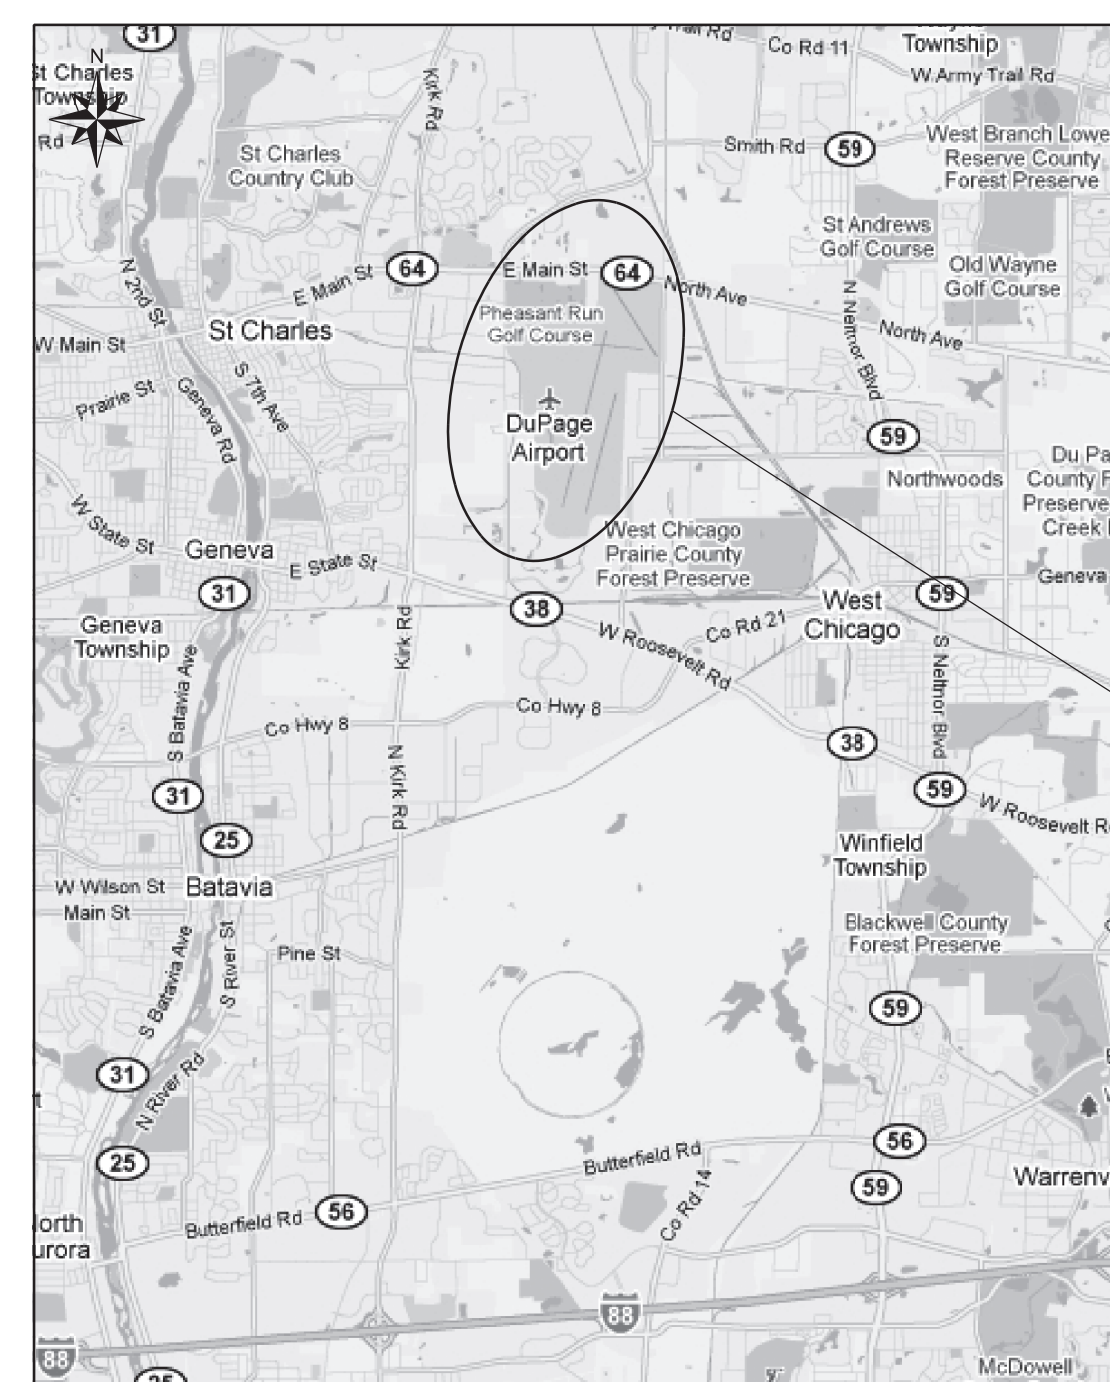 31
N
St Charles
Township
Rd
Kirk Rd
Trail Rd
Co Rd 11
Township
W Army Trail Rd
Smith Rd
59
West Branch Lowe
Reserve County
Forest Preserve
St Charles
Country Club
St Andrews
Golf Course
Old Wayne
Golf Course
N 2nd St
E Main St
64
E Main St
64
North Ave
N Neltnor Blvd
North Ave
Pheasant Run
Golf Course
St Charles
W Main St
Prairie St
Geneva Rd
S 7th Ave
DuPage
Airport
59
Northwoods
Du Pa
County F
Preserve
Creek
W State St
Geneva
E State St
31
West Chicago
Prairie County
Forest Preserve
Geneva
59
West
Chicago
38
Co Rd 21
W Roosevelt Rd
Geneva
Township
Kirk Rd
S Batavia Ave
S Neltnor Blvd
Co Hwy 8
Co Hwy 8
38
N Kirk Rd
31
59
W Roosevelt R
25
Winfield
Township
W Wilson St
Batavia
Main St
Blackwell County
Forest Preserve
S Batavia Ave
S River St
Pine St
59
31
N River Rd
25
56
Butterfield Rd
Co Rd 14
59
Warrenv
56
Butterfield Rd
orth
urora
88
88
McDowell
25